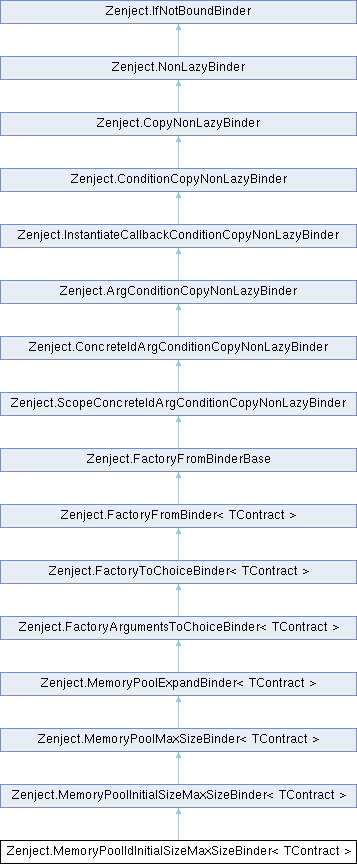 Zenject.IfNotBoundBinder
Zenject.NonLazyBinder
Zenject.CopyNonLazyBinder
Zenject.ConditionCopyNonLazyBinder
Zenject.InstantiateCallbackConditionCopyNonLazyBinder
Zenject.ArgConditionCopyNonLazyBinder
Zenject.ConcreteIdArgConditionCopyNonLazyBinder
Zenject.ScopeConcreteIdArgConditionCopyNonLazyBinder
Zenject.FactoryFromBinderBase
Zenject.FactoryFromBinder< TContract >
Zenject.FactoryToChoiceBinder< TContract >
Zenject.FactoryArgumentsToChoiceBinder< TContract >
Zenject.MemoryPoolExpandBinder< TContract >
Zenject.MemoryPoolMaxSizeBinder< TContract >
Zenject.MemoryPoolInitialSizeMaxSizeBinder< TContract >
Zenject.MemoryPoolIdInitialSizeMaxSizeBinder< TContract >